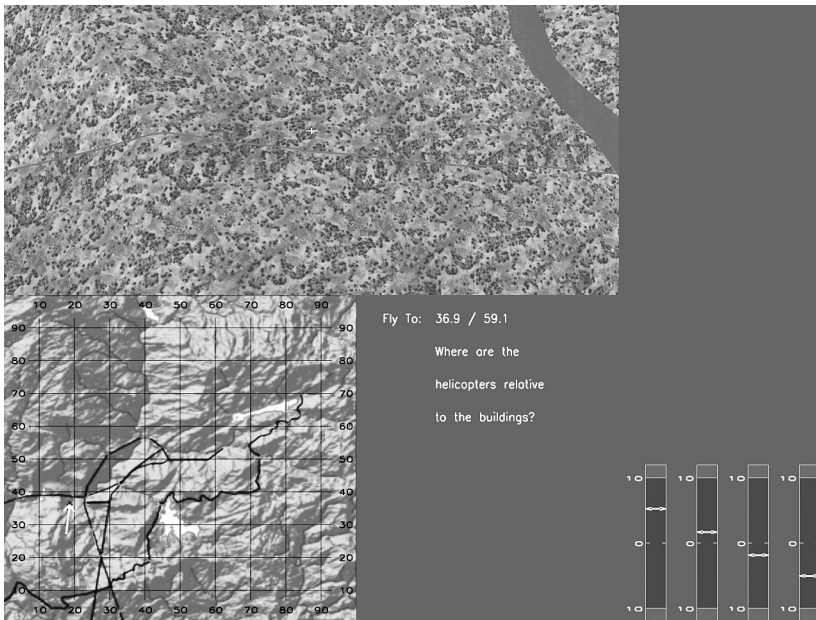 10 20 30 40 50 60 70 80 90
90
80 80
70 70
60 60
50 50
40 40
30 30
20 20
10 10
10 20 30 40 50 60 70 80 90
Fly To: 36.9 / 59.1
Where are the
helicopters relative
to the buildings?
10 10 10 10
0 0 0 0
10 10 10 10